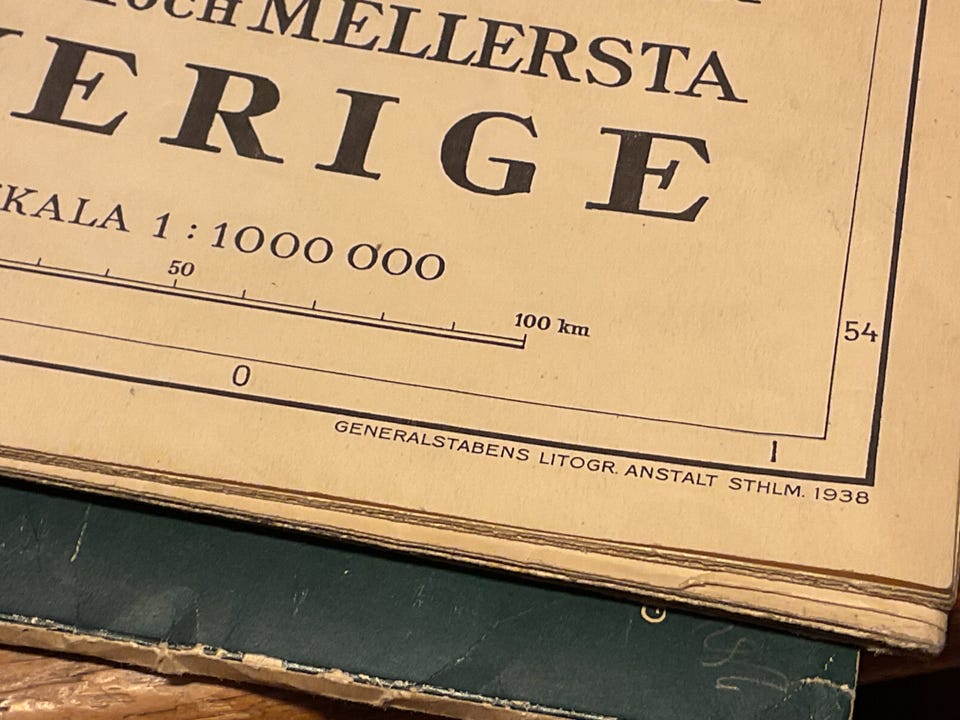 OCH MELLERSTA
ERIGE
KALA 1 : 1000 000
50
100 km
54
0
1
GENERALSTABENS LITOGR. ANSTALT STHLM. 1938